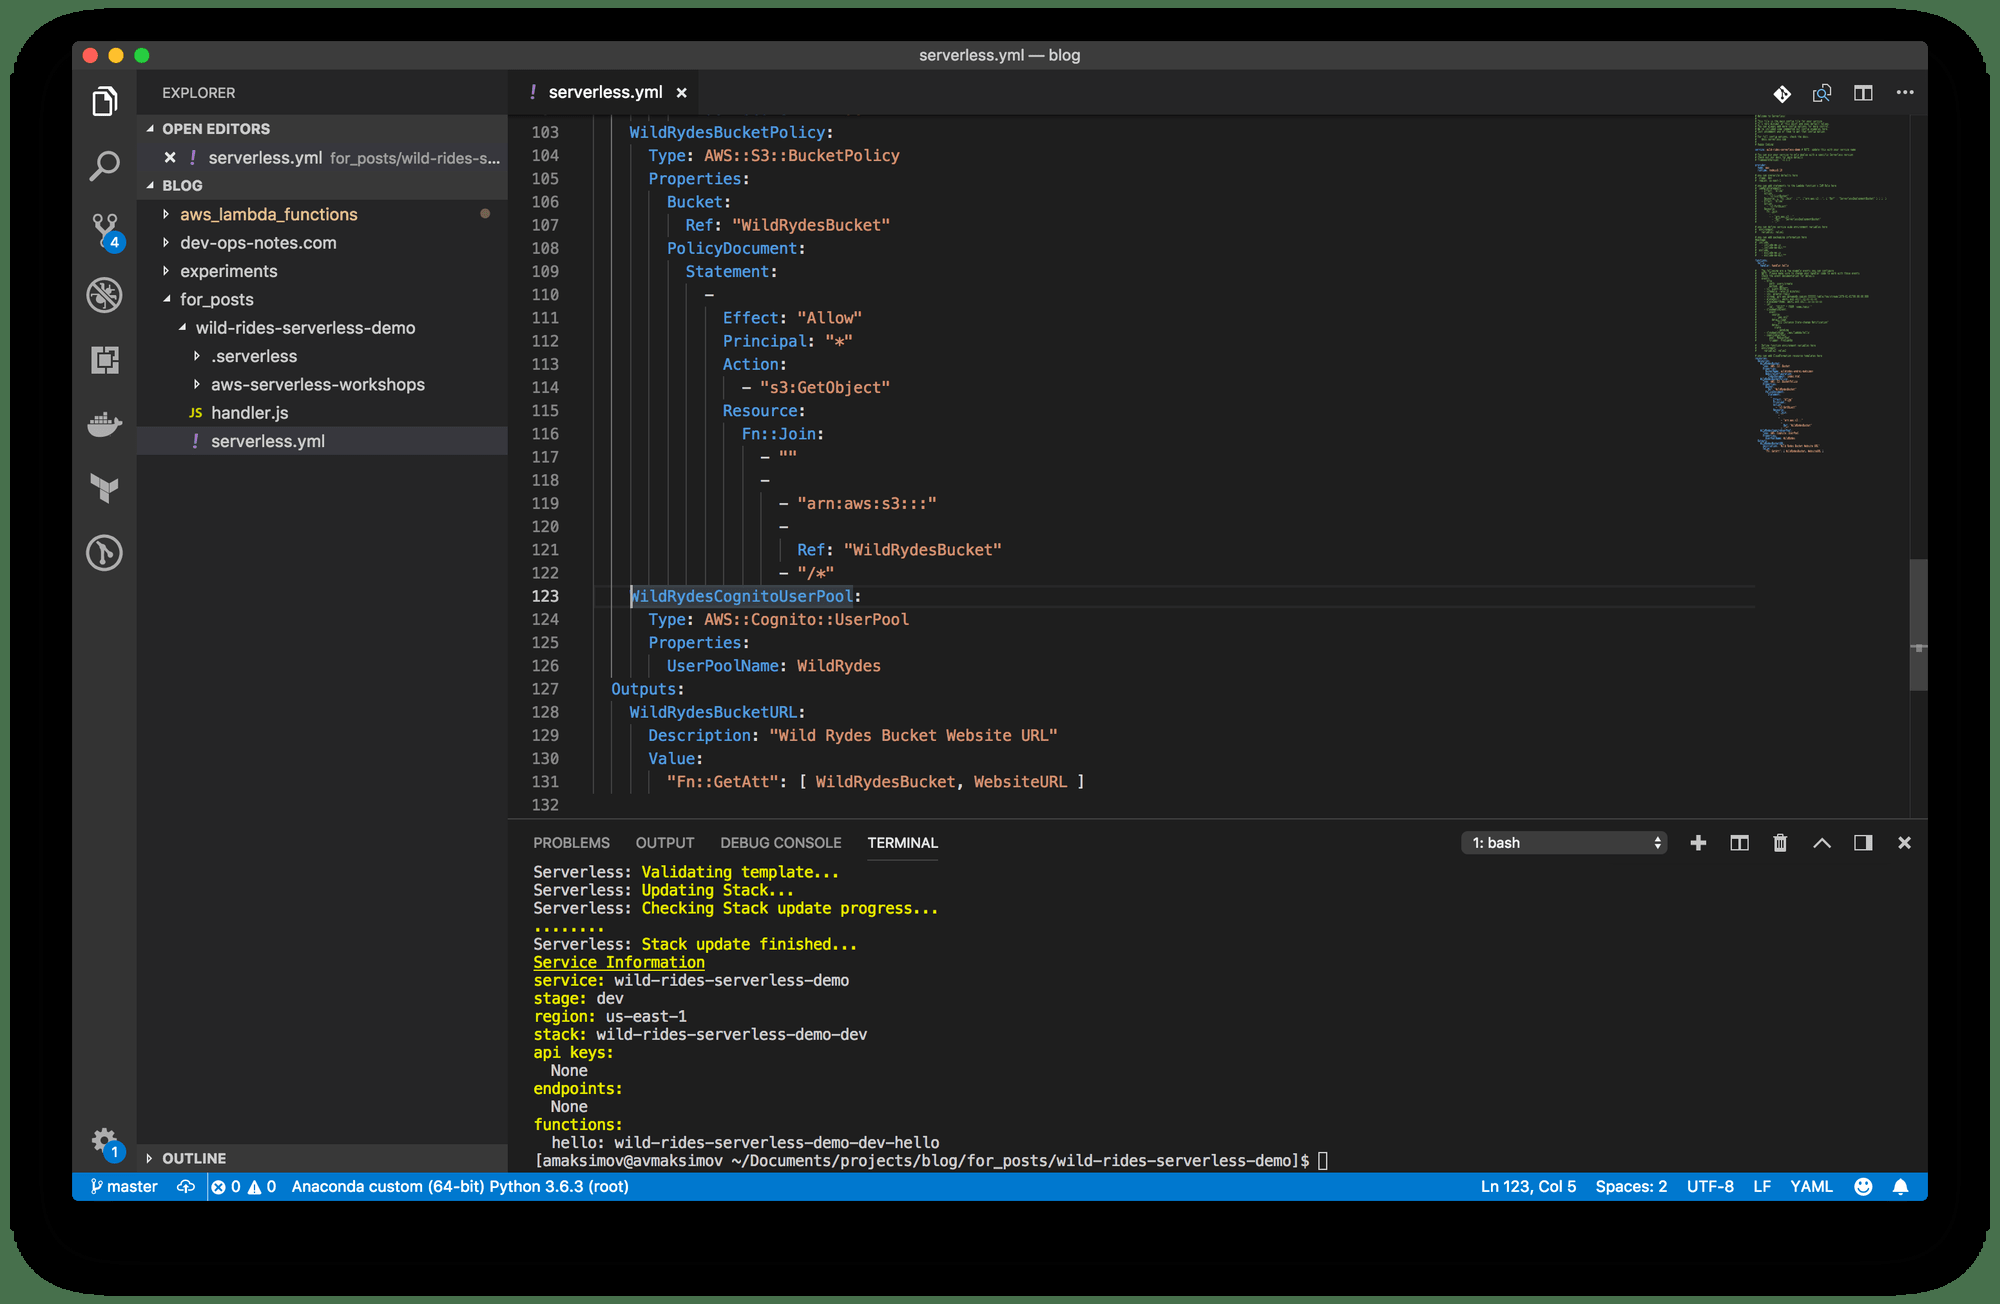 serverless.yml — blog
EXPLORER
OPEN EDITORS
! serverless.yml for_posts/wild-rides-s...
BLOG
aws_lambda_functions
dev-ops-notes.com
experiments
for_posts
wild-rides-serverless-demo
.serverless
aws-serverless-workshops
JS handler.js
! serverless.yml
OUTLINE
4
1
! serverless.yml
103 WildRydesBucketPolicy:
104 Type: AWS::S3::BucketPolicy
105 Properties:
106 Bucket:
107 Ref: "WildRydesBucket"
108 PolicyDocument:
109 Statement:
110 -
111 Effect: "Allow"
112 Principal: "*"
113 Action:
114 - "s3:GetObject"
115 Resource:
116 Fn::Join:
117 - ""
118 -
119 - "arn:aws:s3:::"
120 -
121 Ref: "WildRydesBucket"
122 - "/*"
123 WildRydesCognitoUserPool:
124 Type: AWS::Cognito::UserPool
125 Properties:
126 UserPoolName: WildRydes
127 Outputs:
128 WildRydesBucketURL:
129 Description: "Wild Rydes Bucket Website URL"
130 Value:
131 "Fn::GetAtt": [ WildRydesBucket, WebsiteURL ]
132
PROBLEMS OUTPUT DEBUG CONSOLE TERMINAL 1: bash
Serverless: Validating template...
Serverless: Updating Stack...
Serverless: Checking Stack update progress...
........
Serverless: Stack update finished...
Service Information
service: wild-rides-serverless-demo
stage: dev
region: us-east-1
stack: wild-rides-serverless-demo-dev
api keys:
None
endpoints:
None
functions:
hello: wild-rides-serverless-demo-dev-hello
[amaksimov@avmaksimov ~/Documents/projects/blog/for_posts/wild-rides-serverless-demo]$
master 0 0 Anaconda custom (64-bit) Python 3.6.3 (root) Ln 123, Col 5 Spaces: 2 UTF-8 LF YAML